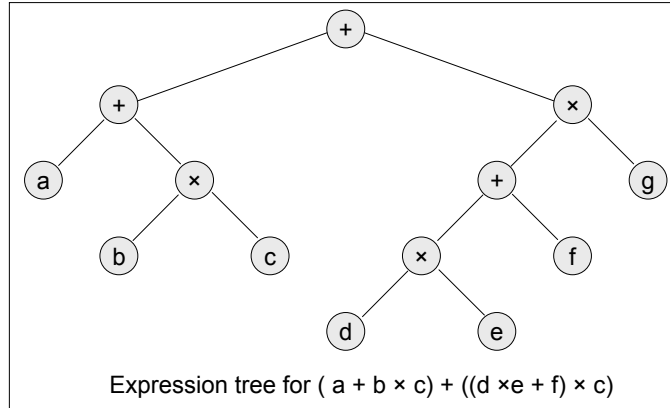 +
+ ×
a × + g
b c × f
d e
Expression tree for ( a + b × c) + ((d ×e + f) × c)